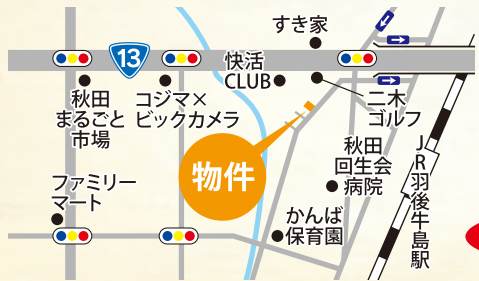 すき家
13
快活
CLUB
秋田
まるごと
市場
コジマ×
ビックカメラ
二木
ゴルフ
物件
秋田
回生会
病院
JR羽後牛島駅
ファミリー
マート
かんば
保育園